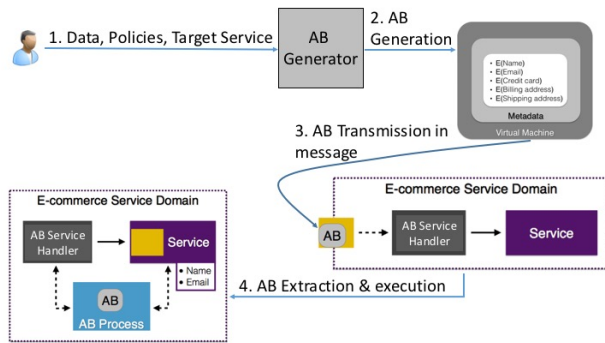 1. Data, Policies, Target Service
AB
Generator
2. AB
Generation
• E(Name)
• E(Email)
• E(Credit card)
• E(Billing address)
• E(Shipping address)
Metadata
Virtual Machine
3. AB Transmission in
message
E-commerce Service Domain
AB
AB Service
Handler
Service
E-commerce Service Domain
AB Service
Handler
Service
• Name
• Email
AB
AB Process
4. AB Extraction & execution